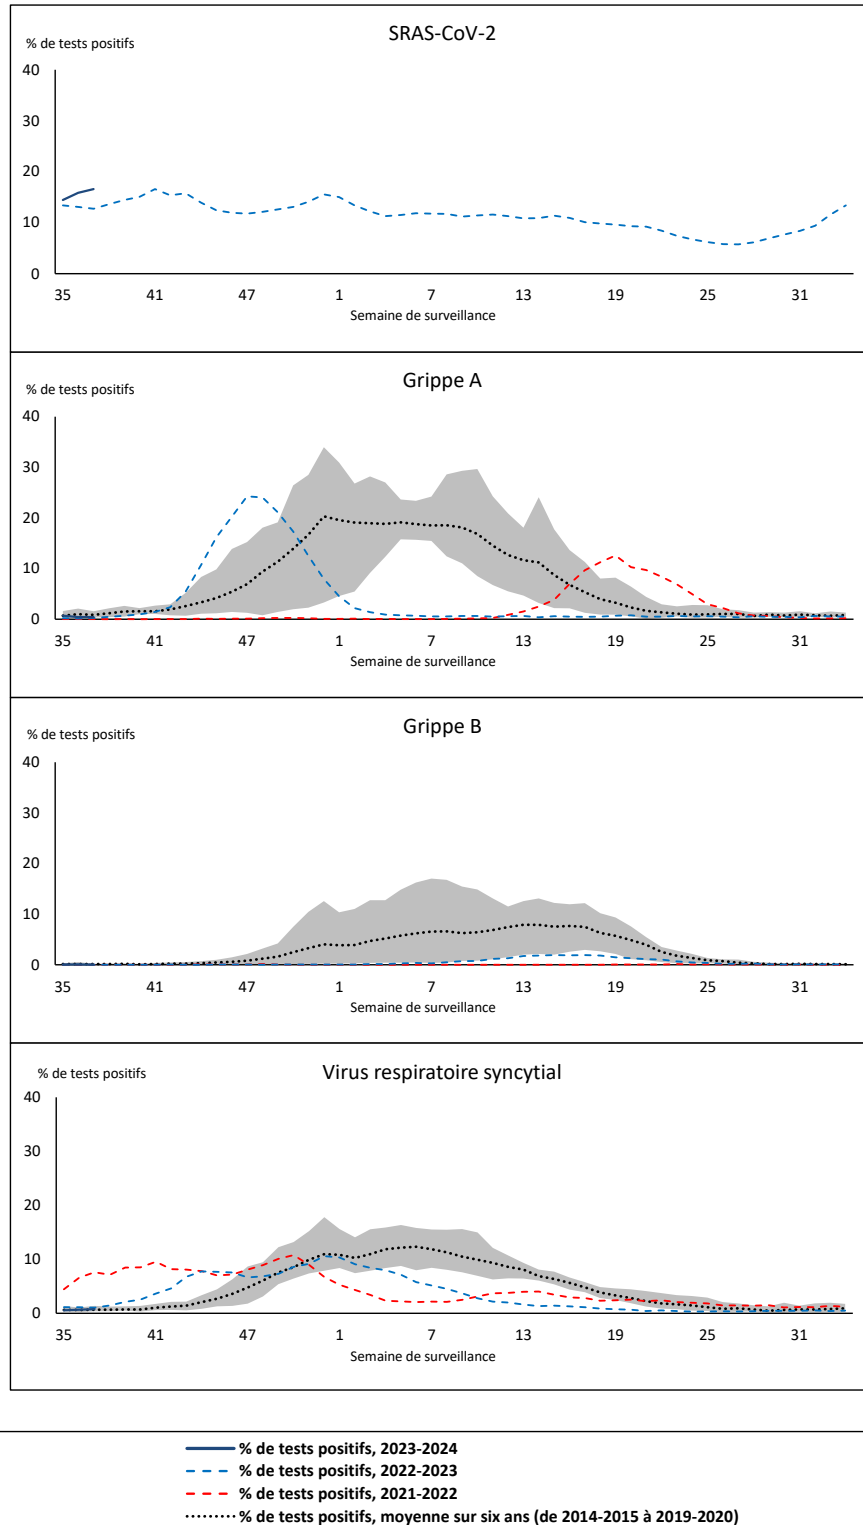 SRAS-CoV-2
% de tests positifs
40
30
20
10
0
35 41 47 1 7 13 19 25 31
Semaine de surveillance
Grippe A
% de tests positifs
40
30
20
10
0
35 41 47 1 7 13 19 25 31
Semaine de surveillance
Grippe B
% de tests positifs
40
30
20
10
0
35 41 47 1 7 13 19 25 31
Semaine de surveillance
Virus respiratoire syncytial
% de tests positifs
40
30
20
10
0
35 41 47 1 7 13 19 25 31
Semaine de surveillance
% de tests positifs, 2023-2024
% de tests positifs, 2022-2023
% de tests positifs, 2021-2022
% de tests positifs, moyenne sur six ans (de 2014-2015 à 2019-2020)